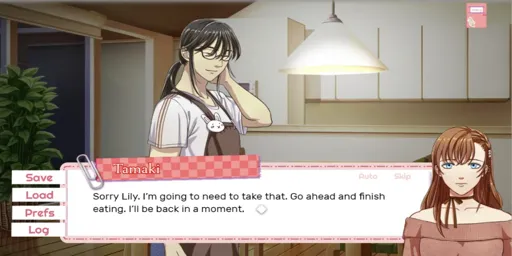 Save
Load
Prefs
Log
Tamaki
Auto Skip
Sorry Lily. I'm going to need to take that. Go ahead and finish
eating. I'll be back in a moment.